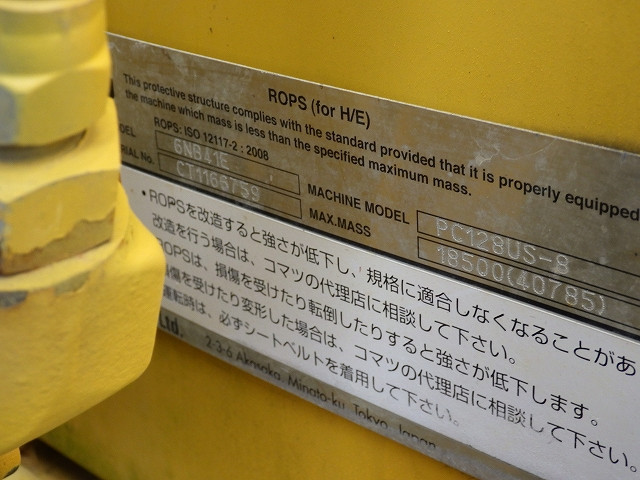 ROPS (for H/E)
This protective structure complies with the standard provided that it is properly equipped
the machine which mass is less than the specified maximum mass.
ROPS: ISO 12117-2 : 2008
DEL 6NB41E MACHINE MODEL PC128US-8
RIAL No. CT1166759 MAX.MASS 18500(40785)
・ROPSを改造すると強さが低下し、規格に適合しなくなることがあ
改造を行う場合は、コマツの代理店に相談して下さい。
ROPSは、損傷を受けたり転倒したりすると強さが低下します。
損傷を受けたり変形した場合は、コマツの代理店に相談して下さい。
運転時は、必ずシートベルトを着用して下さい。
Ltd.
2-3-6 Akasaka, Minato-ku, Tokyo, Japan